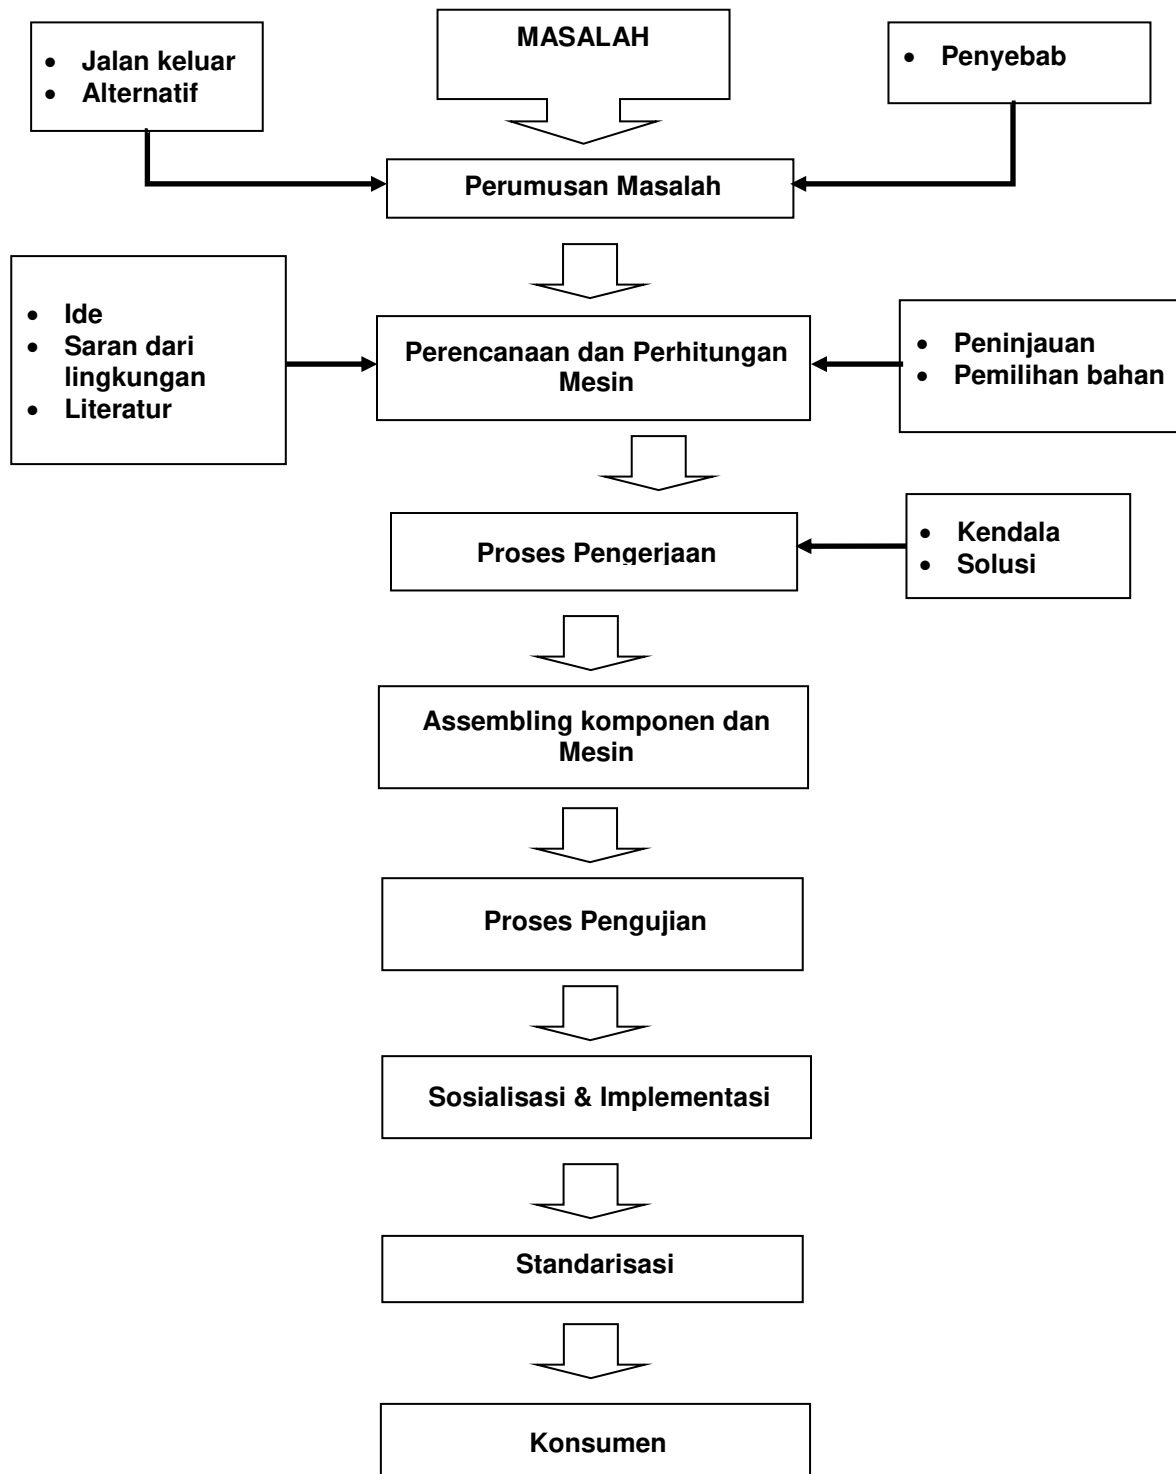 MASALAH
• Jalan keluar
• Alternatif
• Penyebab
Perumusan Masalah
• Ide
• Saran dari
lingkungan
• Literatur
Perencanaan dan Perhitungan
Mesin
• Peninjauan
• Pemilihan bahan
Proses Pengerjaan
• Kendala
• Solusi
Assembling komponen dan
Mesin
Proses Pengujian
Sosialisasi & Implementasi
Standarisasi
Konsumen